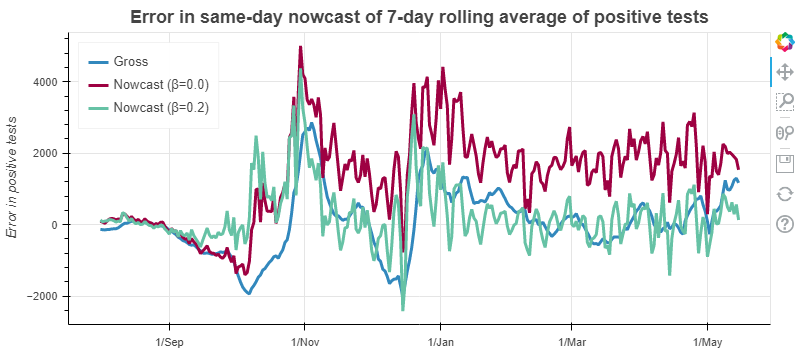 Error in same-day nowcast of 7-day rolling average of positive tests
Gross
Nowcast (β=0.0)
Nowcast (β=0.2)
Error in positive tests
4000
2000
0
−2000
1/Sep
1/Nov
1/Jan
1/Mar
1/May